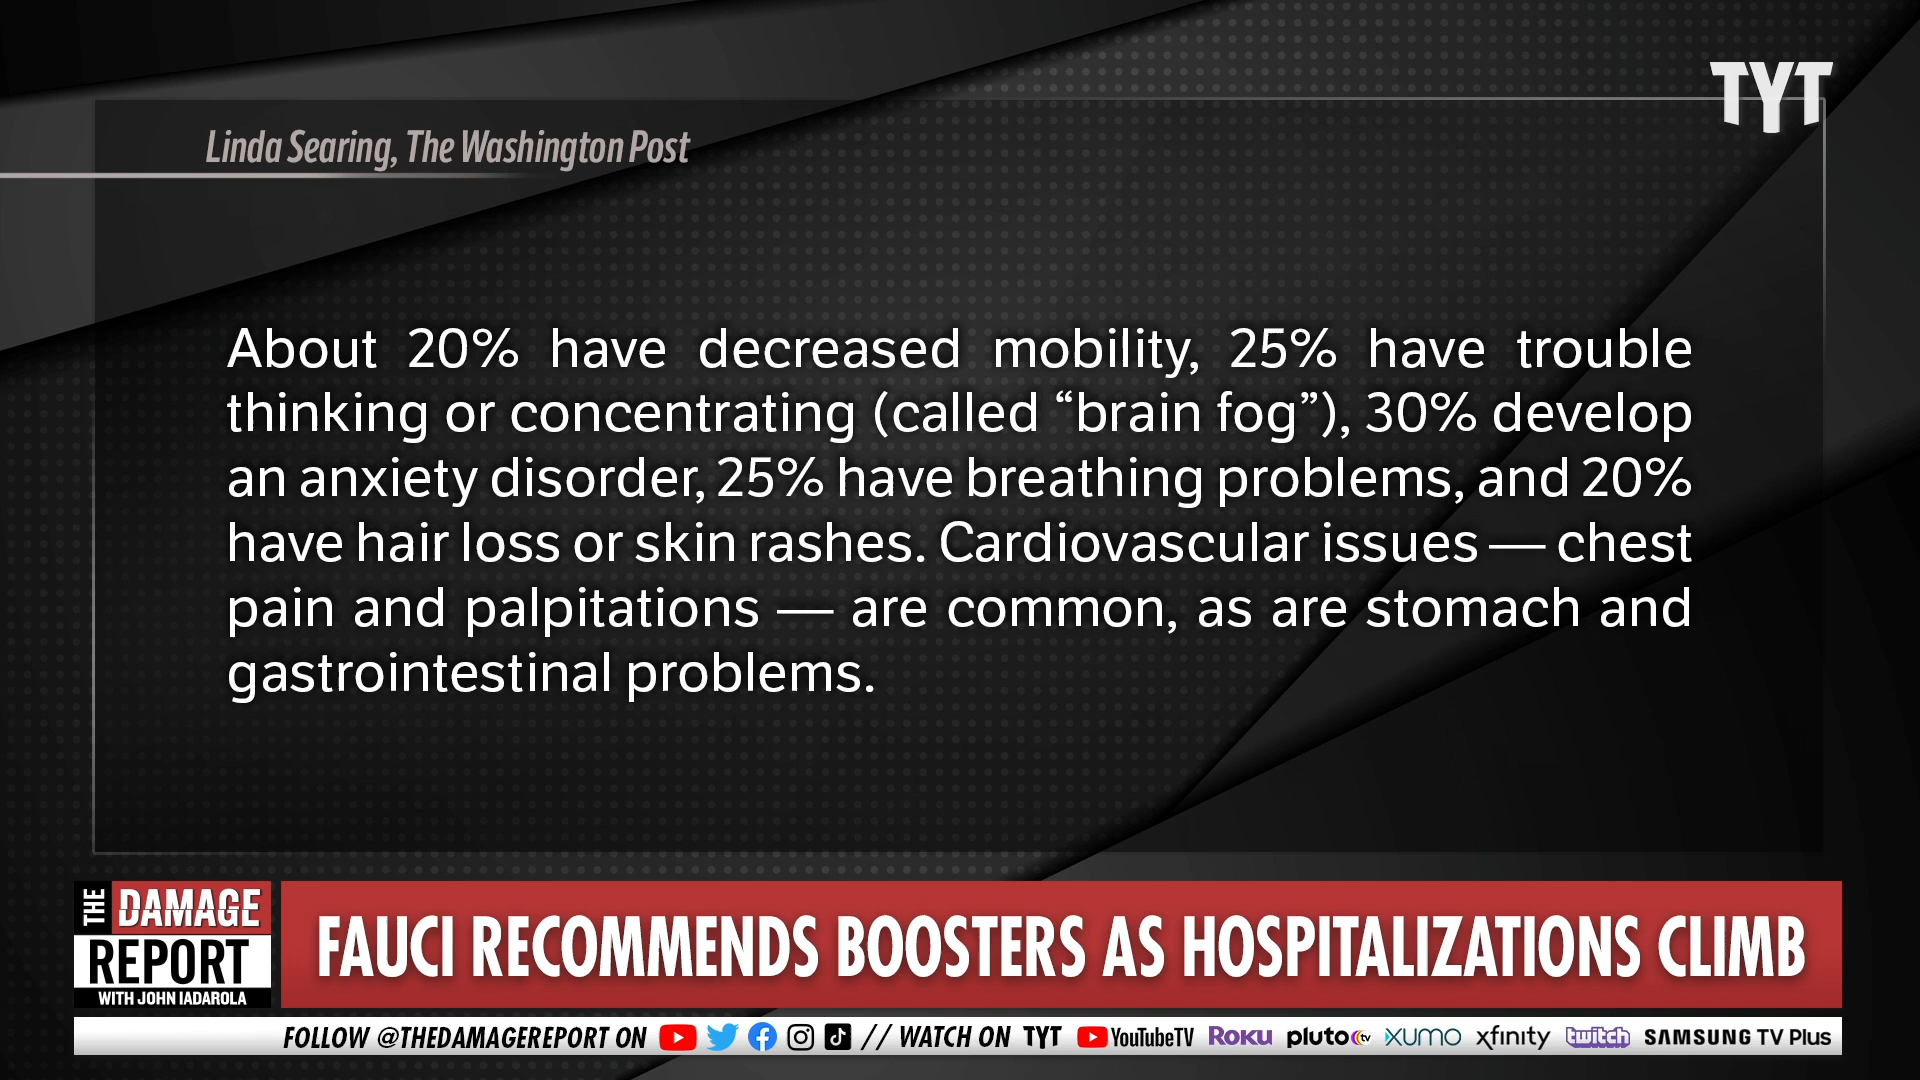 TYT
Linda Searing, The Washington Post
About 20% have decreased mobility, 25% have trouble
thinking or concentrating (called “brain fog”), 30% develop
an anxiety disorder, 25% have breathing problems, and 20%
have hair loss or skin rashes. Cardiovascular issues — chest
pain and palpitations — are common, as are stomach and
gastrointestinal problems.
THE DAMAGE
REPORT
WITH JOHN IADAROLA
FAUCI RECOMMENDS BOOSTERS AS HOSPITALIZATIONS CLIMB
FOLLOW @THEDAMAGEREPORT ON // WATCH ON TYT YouTubeTV ROKU pluto tv XUMO xfinity twitch SAMSUNG TV Plus